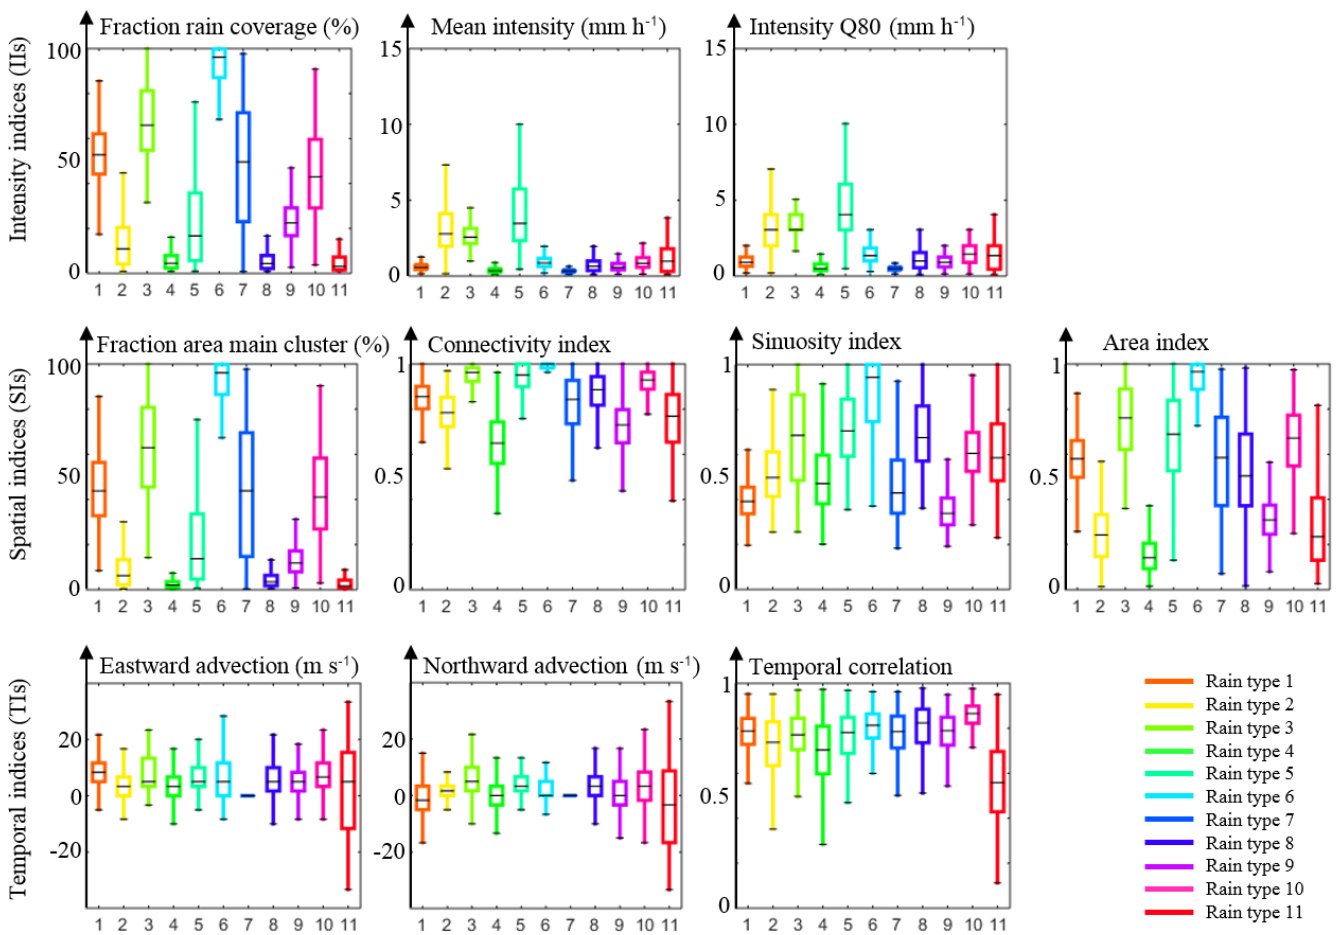 Intensity indices (IIs)
Fraction rain coverage (%)
100
50
0
1 2 3 4 5 6 7 8 9 10 11
Mean intensity (mm h-1)
15
10
5
0
1 2 3 4 5 6 7 8 9 10 11
Intensity Q80 (mm h-1)
15
10
5
0
1 2 3 4 5 6 7 8 9 10 11
Spatial indices (SIs)
Fraction area main cluster (%)
100
50
0
1 2 3 4 5 6 7 8 9 10 11
Connectivity index
1
0.5
0
1 2 3 4 5 6 7 8 9 10 11
Sinuosity index
1
0.5
0
1 2 3 4 5 6 7 8 9 10 11
Area index
1
0.5
0
1 2 3 4 5 6 7 8 9 10 11
Temporal indices (TIs)
Eastward advection (m s-1)
20
0
-20
1 2 3 4 5 6 7 8 9 10 11
Northward advection (m s-1)
20
0
-20
1 2 3 4 5 6 7 8 9 10 11
Temporal correlation
1
0.5
0
1 2 3 4 5 6 7 8 9 10 11
Rain type 1
Rain type 2
Rain type 3
Rain type 4
Rain type 5
Rain type 6
Rain type 7
Rain type 8
Rain type 9
Rain type 10
Rain type 11